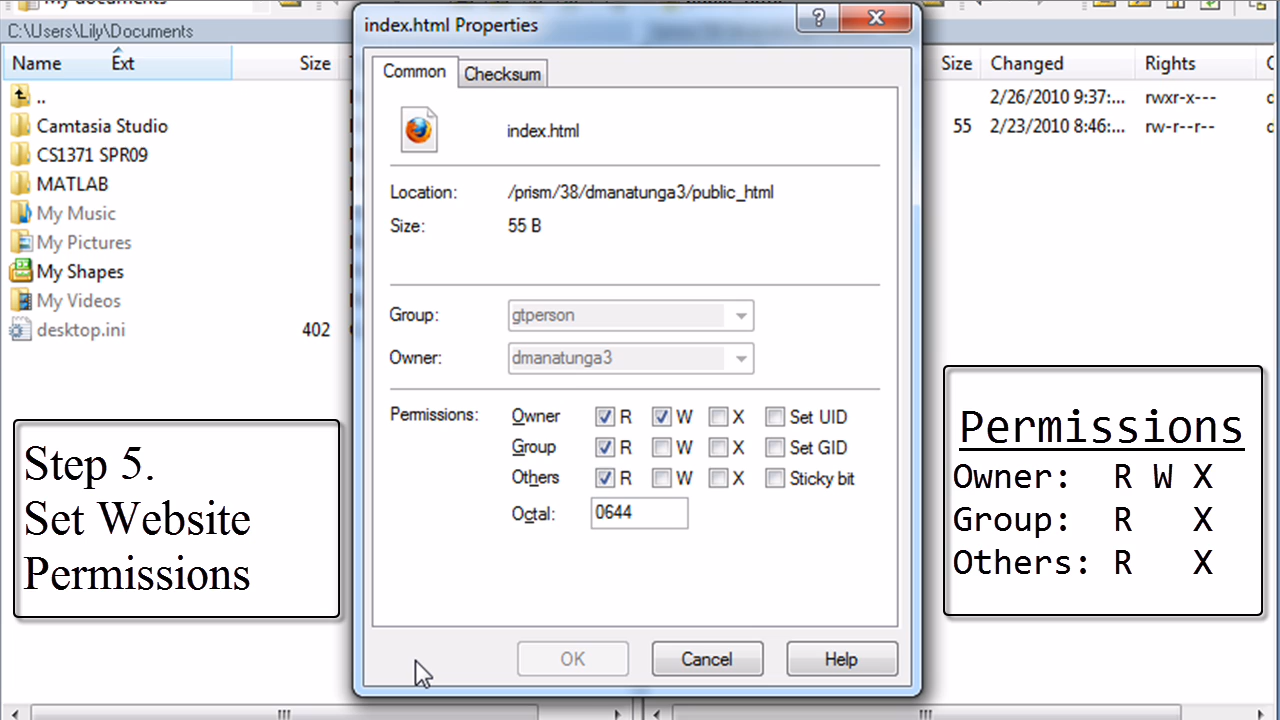 My documents
C:\Users\Lily\Documents
Name Ext Size
..
Camtasia Studio
CS1371 SPR09
MATLAB
My Music
My Pictures
My Shapes
My Videos
desktop.ini 402
index.html Properties
Common Checksum
index.html
Location: /prism/38/dmanatunga3/public_html
Size: 55 B
Group: gtperson
Owner: dmanatunga3
Permissions: Owner R W X Set UID
Group R W X Set GID
Others R W X Sticky bit
Octal: 0644
OK Cancel Help
Size Changed Rights
2/26/2010 9:37:... rwxr-x---
55 2/23/2010 8:46:... rw-r--r--
Step 5.
Set Website
Permissions
Permissions
Owner: R W X
Group: R X
Others: R X